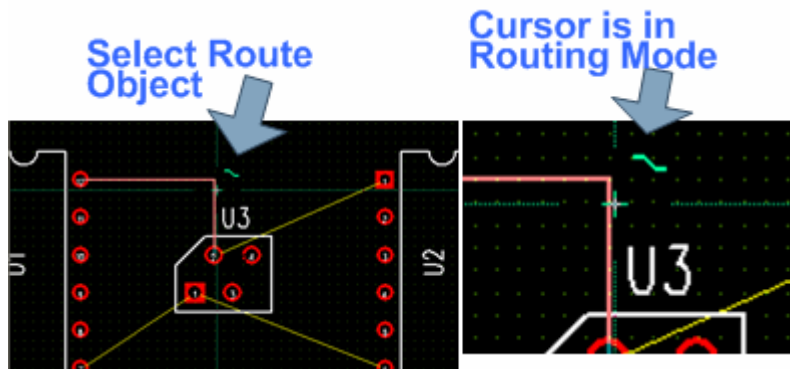 Select Route
Object
Cursor is in
Routing Mode
U3
U1
U2
U3